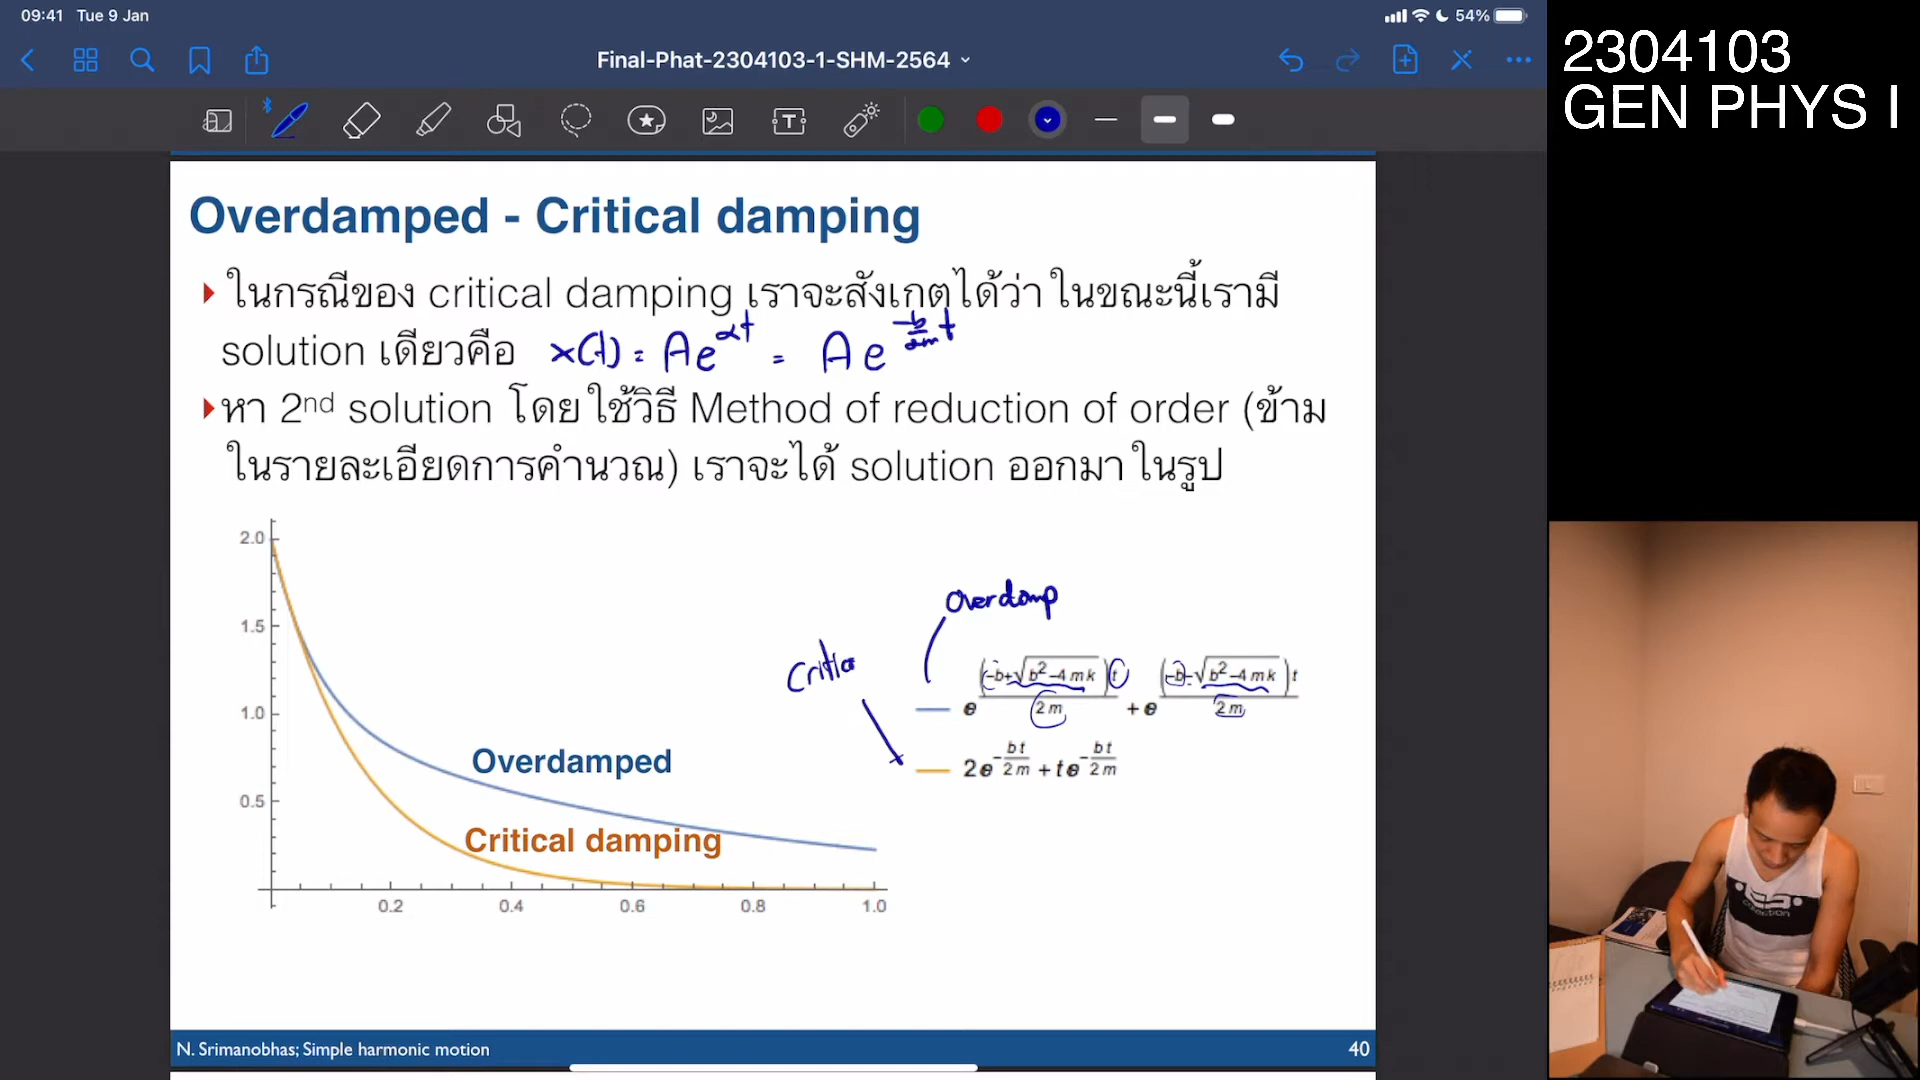 09:41 Tue 9 Jan
54%
Final-Phat-2304103-1-SHM-2564
2304103
GEN PHYS I
Overdamped - Critical damping
ในกรณีของ critical damping เราจะสังเกตได้ว่า ในขณะนี้เรามี
solution เดียวคือ x(t) = Ae^{αt} = Ae^{-b/2m t}
หา 2nd solution โดยใช้วิธี Method of reduction of order (ข้าม
ในรายละเอียดการคำนวณ) เราจะได้ solution ออกมาในรูป
2.0
1.5
1.0
0.5
0.2 0.4 0.6 0.8 1.0
Overdamped
Critical damping
Overdamp
Critica
e^{(-b+√(b²-4mk))t/2m} + e^{(-b-√(b²-4mk))t/2m}
2e^{-bt/2m} + te^{-bt/2m}
N. Srimanobhas; Simple harmonic motion
40